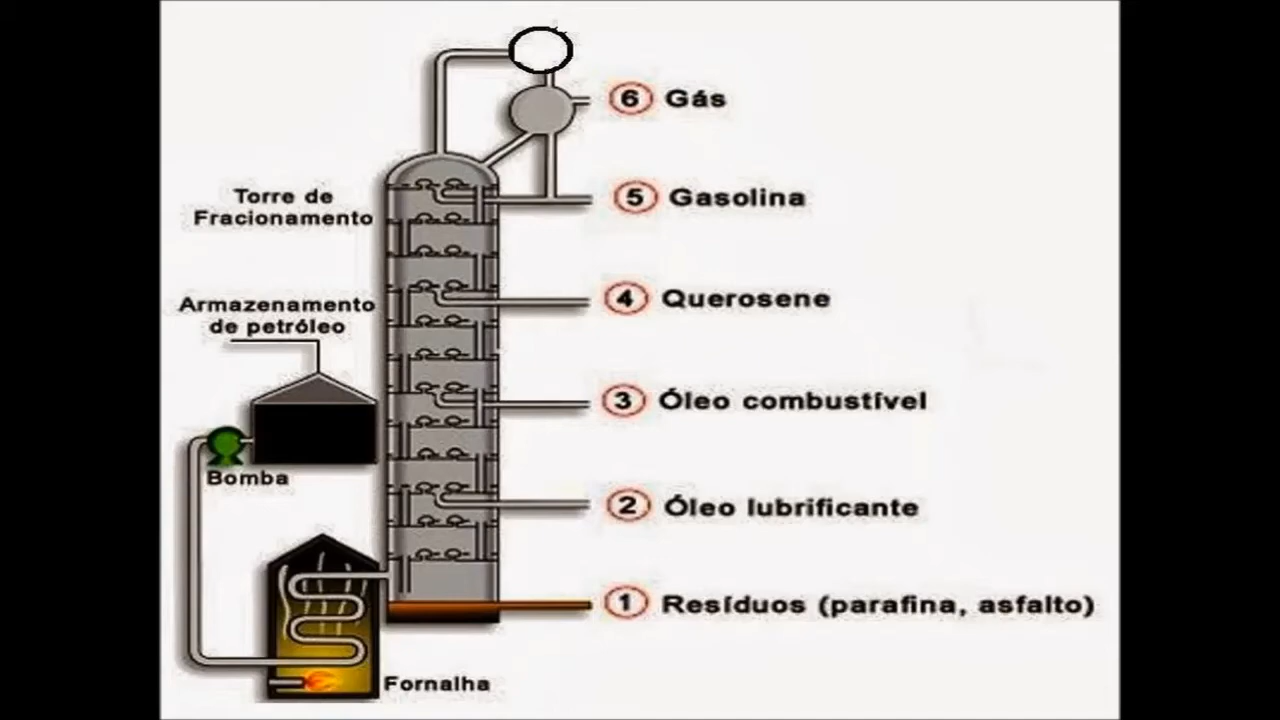 6 Gás
Torre de
Fracionamento
5 Gasolina
Armazenamento
de petróleo
4 Querosene
3 Óleo combustível
Bomba
2 Óleo lubrificante
1 Resíduos (parafina, asfalto)
Fornalha